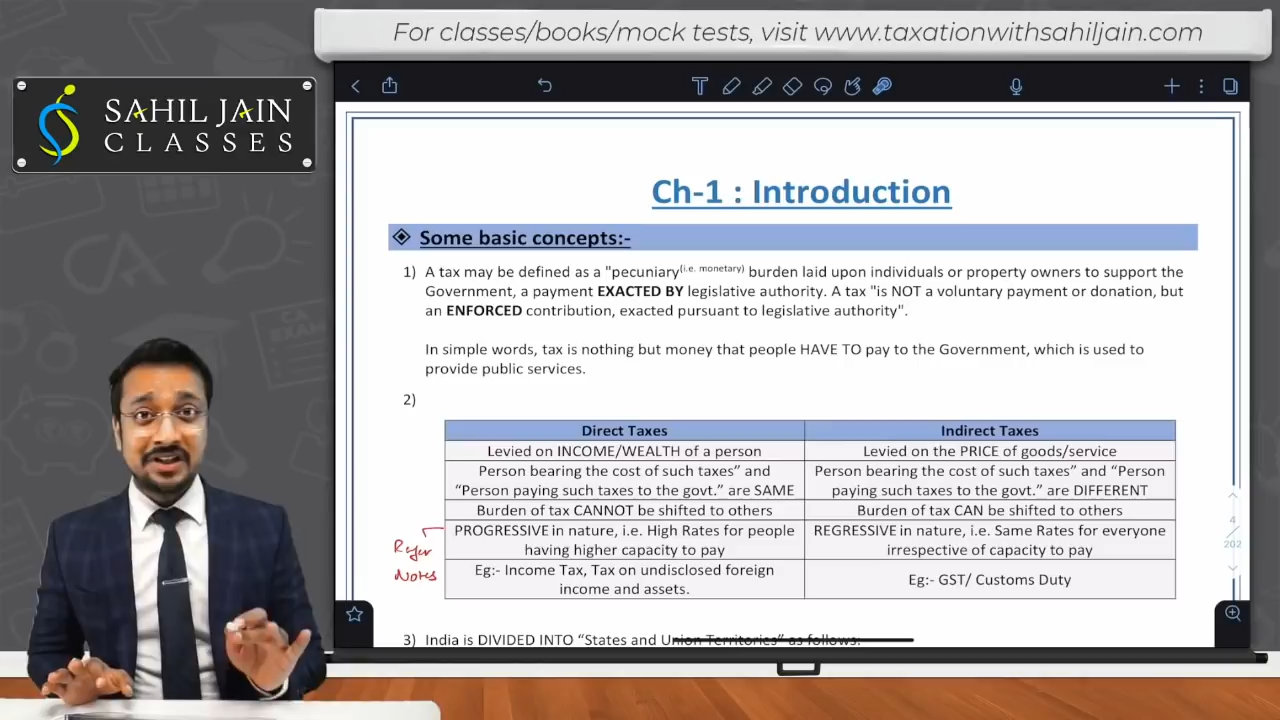 For classes/books/mock tests, visit www.taxationwithsahiljain.com
SAHIL JAIN
CLASSES
Ch-1 : Introduction
Some basic concepts:-
1) A tax may be defined as a "pecuniary(i.e. monetary) burden laid upon individuals or property owners to support the
Government, a payment EXACTED BY legislative authority. A tax "is NOT a voluntary payment or donation, but
an ENFORCED contribution, exacted pursuant to legislative authority".
In simple words, tax is nothing but money that people HAVE TO pay to the Government, which is used to
provide public services.
2)
Direct Taxes Indirect Taxes
Levied on INCOME/WEALTH of a person Levied on the PRICE of goods/service
Person bearing the cost of such taxes” and Person bearing the cost of such taxes” and “Person
“Person paying such taxes to the govt.” are SAME paying such taxes to the govt.” are DIFFERENT
Burden of tax CANNOT be shifted to others Burden of tax CAN be shifted to others
PROGRESSIVE in nature, i.e. High Rates for people REGRESSIVE in nature, i.e. Same Rates for everyone
having higher capacity to pay irrespective of capacity to pay
Refer
Notes
Eg:- Income Tax, Tax on undisclosed foreign Eg:- GST/ Customs Duty
income and assets.
3) India is DIVIDED INTO “States and Union Territories” as follows:
4
202